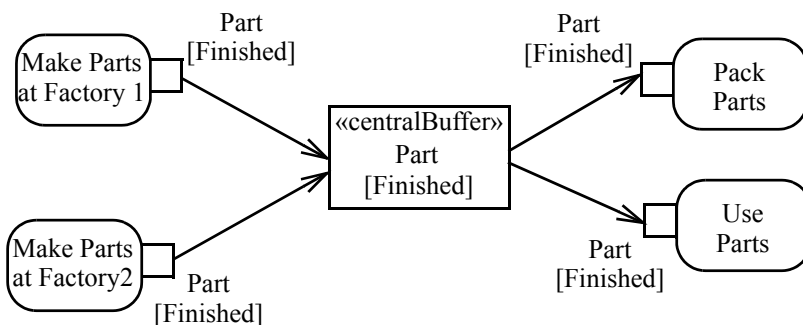 Part
[Finished]
Make Parts
at Factory 1
Part
[Finished]
Pack
Parts
«centralBuffer»
Part
[Finished]
Make Parts
at Factory2
Part
[Finished]
Use
Parts
Part
[Finished]